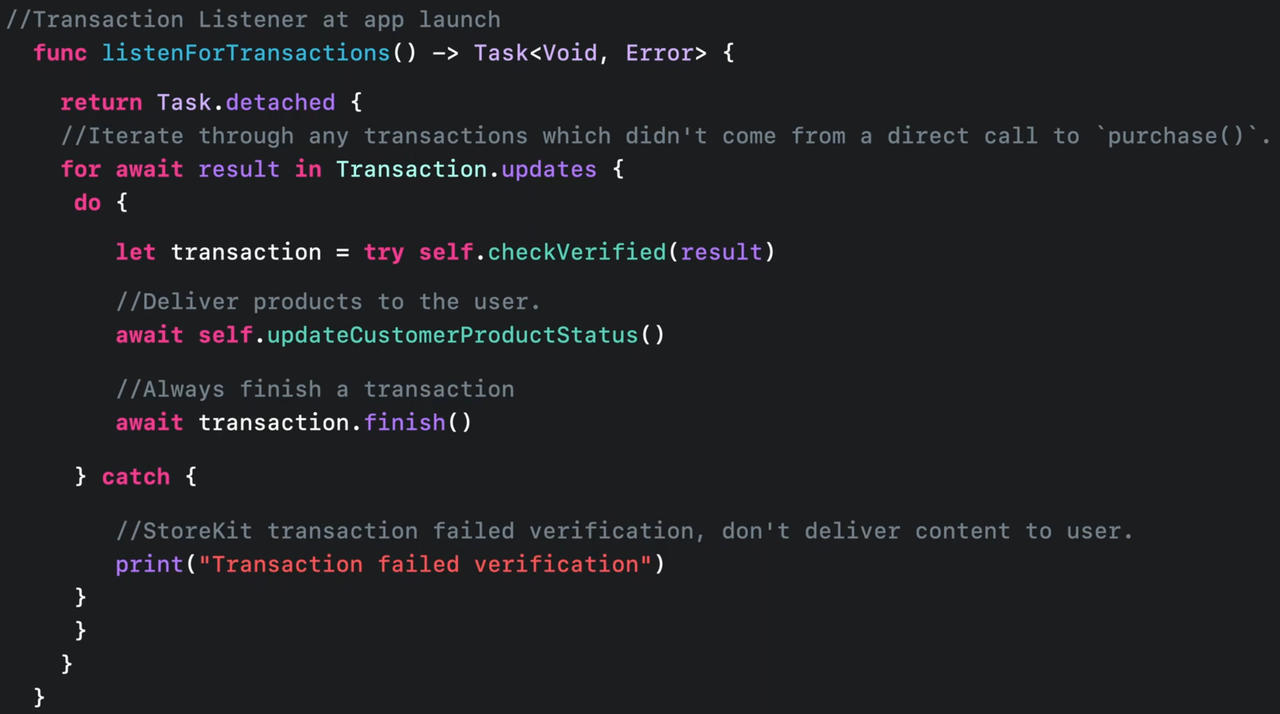 //Transaction Listener at app launch
func listenForTransactions() -> Task<Void, Error> {
return Task.detached {
//Iterate through any transactions which didn't come from a direct call to `purchase()`.
for await result in Transaction.updates {
do {
let transaction = try self.checkVerified(result)
//Deliver products to the user.
await self.updateCustomerProductStatus()
//Always finish a transaction
await transaction.finish()
} catch {
//StoreKit transaction failed verification, don't deliver content to user.
print("Transaction failed verification")
}
}
}
}